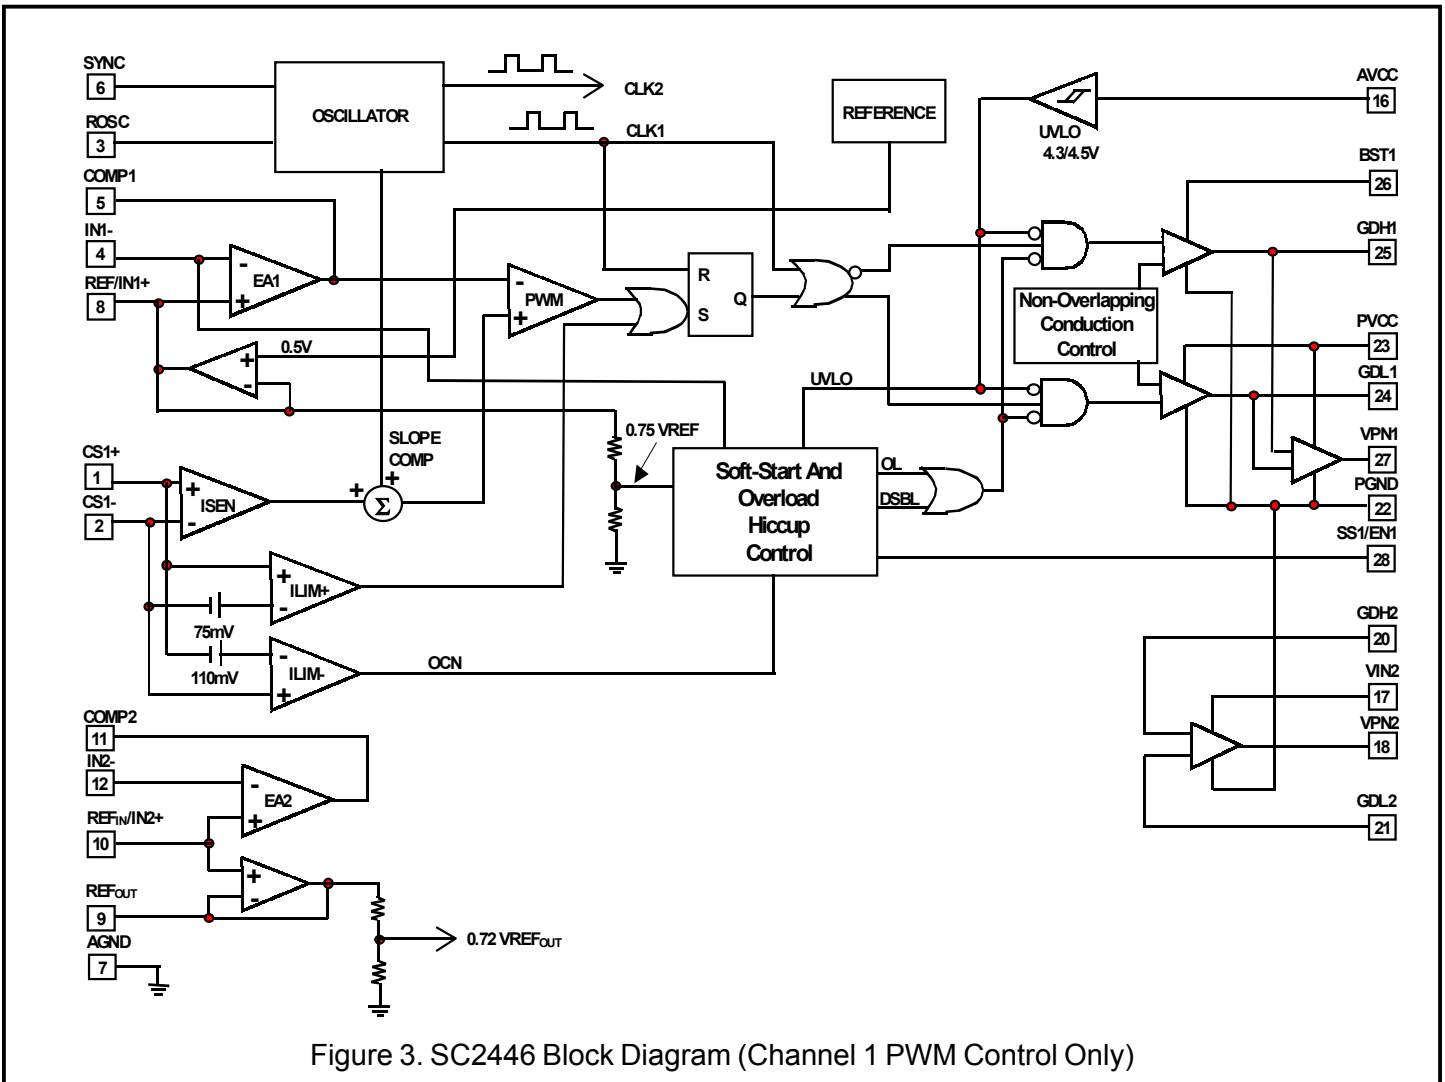 SYNC
6
ROSC
3
COMP1
5
IN1-
4
REF/IN1+
8
OSCILLATOR
CLK2
CLK1
REFERENCE
UVLO
4.3/4.5V
AVCC
16
BST1
26
GDH1
25
PVCC
23
GDL1
24
VPN1
27
PGND
22
SS1/EN1
28
-
EA1
+
-
PWM
+
R
S
Q
0.5V
+
-
Non-Overlapping
Conduction
Control
UVLO
SLOPE
COMP
+
+
Σ
0.75 VREF
Soft-Start And
Overload
Hiccup
Control
OL
DSBL
CS1+
1
CS1-
2
+
ISEN
-
+
ILIM+
-
75mV
-
ILIM-
+
110mV
OCN
COMP2
11
IN2-
12
REFIN/IN2+
10
-
EA2
+
+
-
REFOUT
9
AGND
7
0.72 VREFOUT
GDH2
20
VIN2
17
VPN2
18
GDL2
21
Figure 3. SC2446 Block Diagram (Channel 1 PWM Control Only)